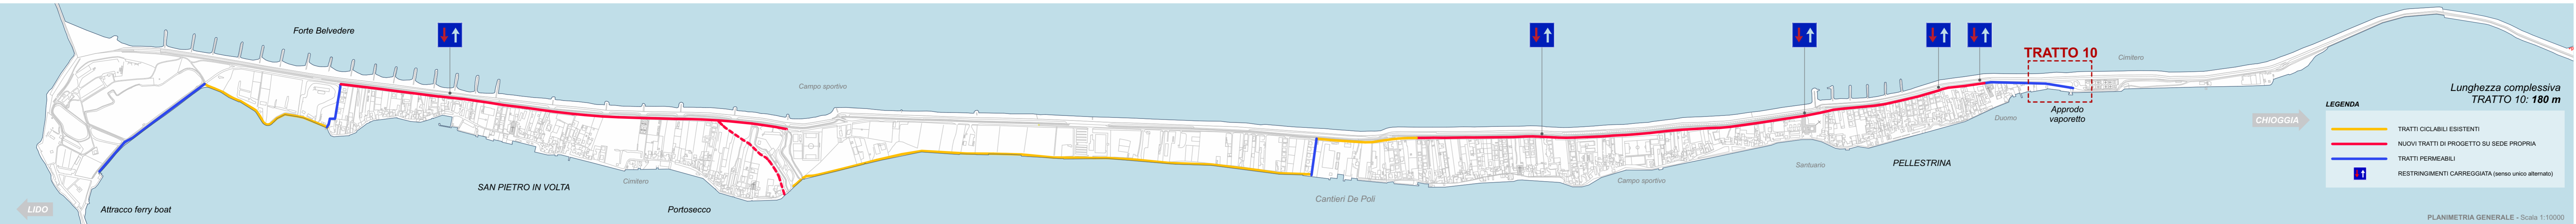 Forte Belvedere
TRATTO 10
Cimitero
Campo sportivo
Lunghezza complessiva
TRATTO 10: 180 m
LEGENDA
Approdo
vaporetto
Duomo
CHIOGGIA
TRATTI CICLABILI ESISTENTI
NUOVI TRATTI DI PROGETTO SU SEDE PROPRIA
TRATTI PERMEABILI
RESTRINGIMENTI CARREGGIATA (senso unico alternato)
PELLESTRINA
Santuario
Campo sportivo
Cimitero
SAN PIETRO IN VOLTA
Cantieri De Poli
LIDO
Attracco ferry boat
Portosecco
PLANIMETRIA GENERALE - Scala 1:10000